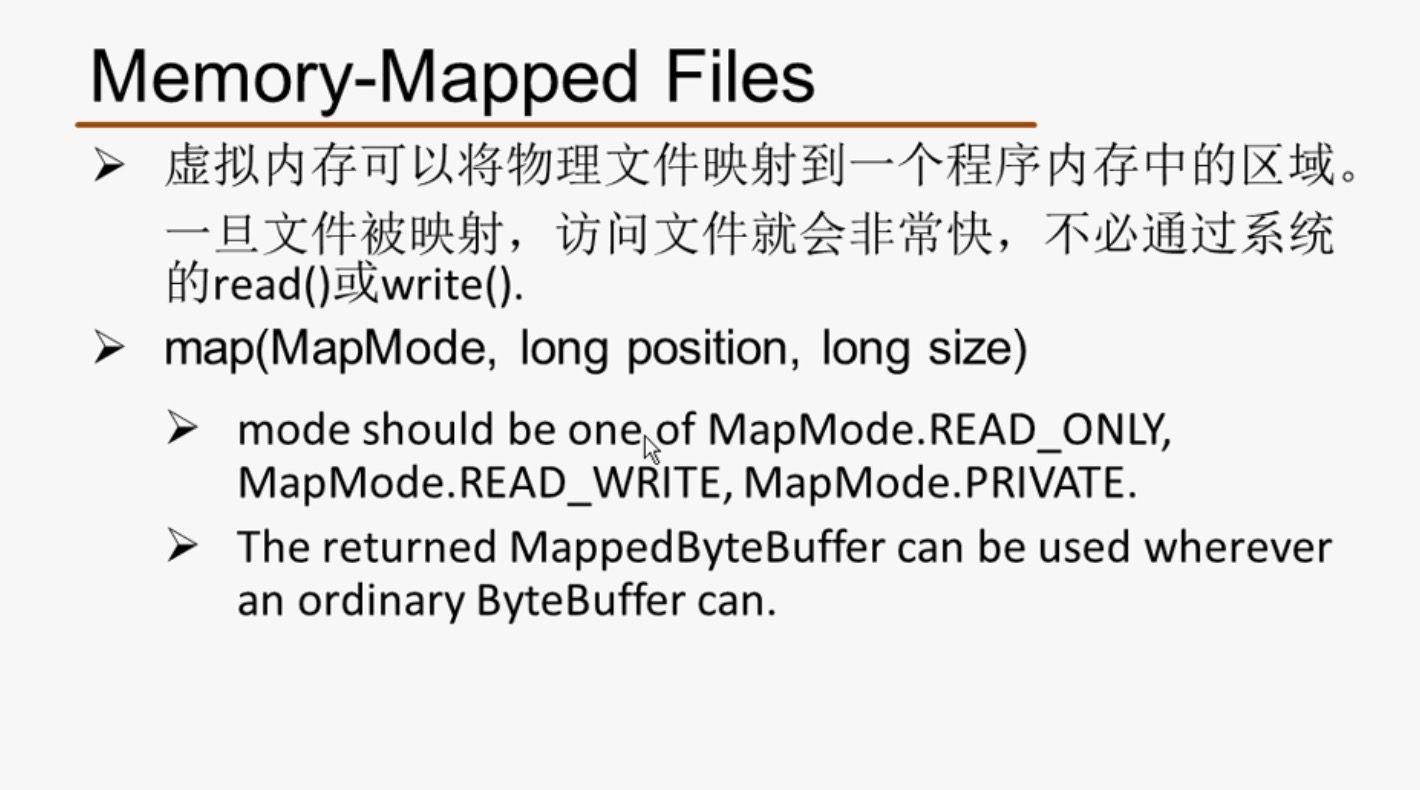 Memory-Mapped Files
虚拟内存可以将物理文件映射到一个程序内存中的区域。
一旦文件被映射，访问文件就会非常快，不必通过系统
的read()或write().
map(MapMode, long position, long size)
mode should be one of MapMode.READ_ONLY,
MapMode.READ_WRITE, MapMode.PRIVATE.
The returned MappedByteBuffer can be used wherever
an ordinary ByteBuffer can.